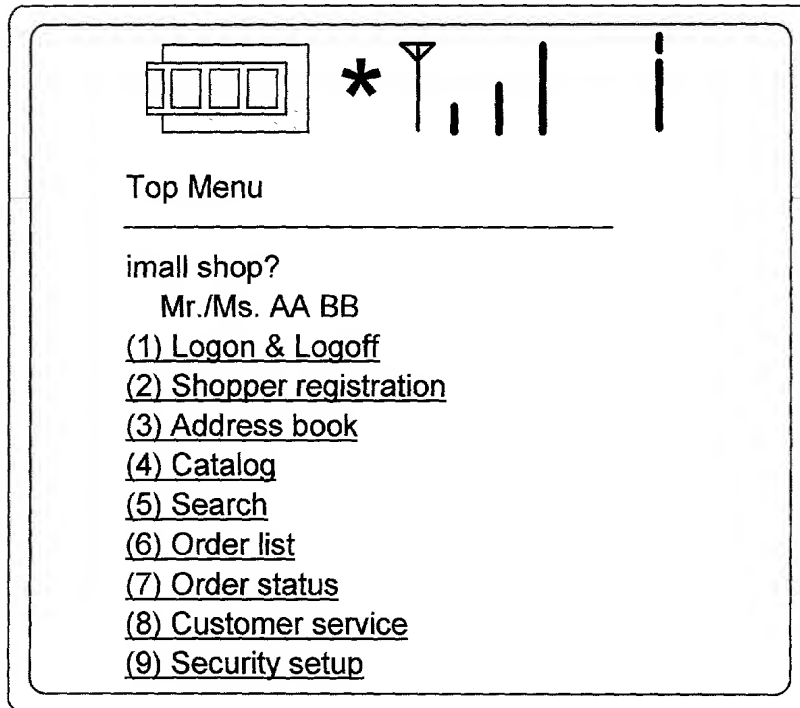 * i
Top Menu
imall shop?
Mr./Ms. AA BB
(1) Logon & Logoff
(2) Shopper registration
(3) Address book
(4) Catalog
(5) Search
(6) Order list
(7) Order status
(8) Customer service
(9) Security setup